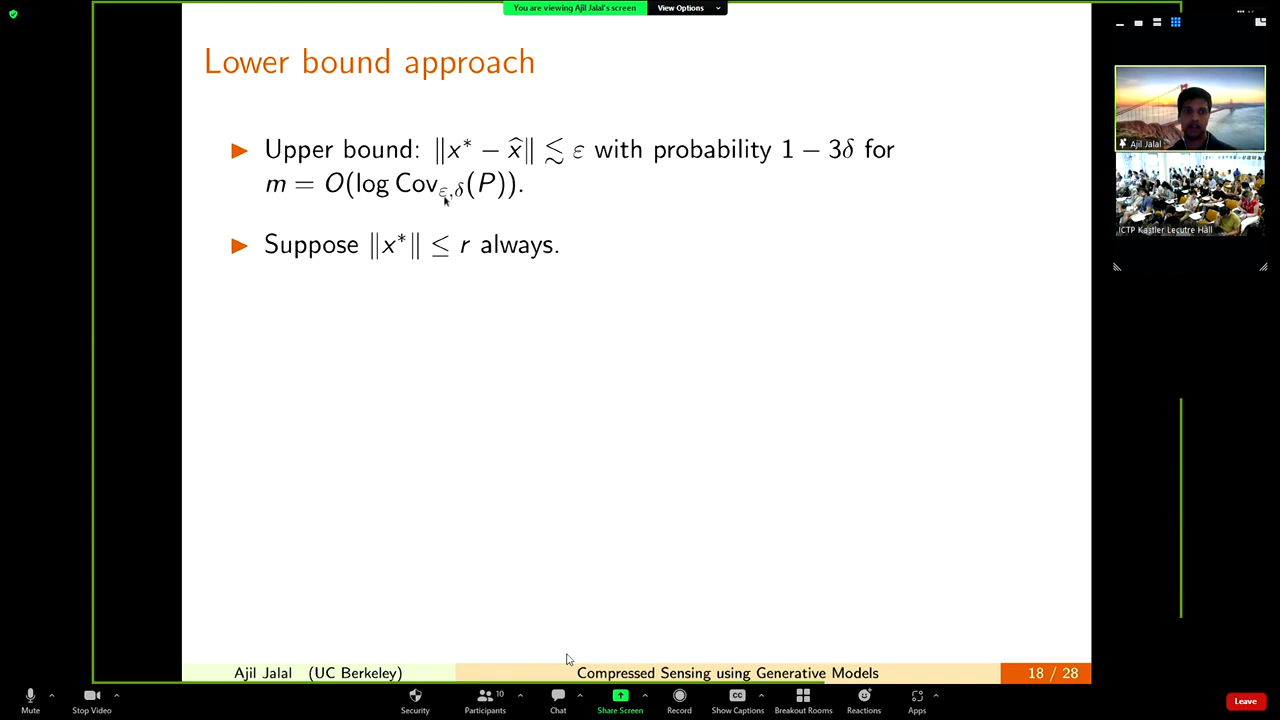 You are viewing Ajil Jalal's screen
View Options
Lower bound approach
▶ Upper bound: ‖x* − x̂‖ ≲ ε with probability 1 − 3δ for
m = O(log Cov_{ε,δ}(P)).
▶ Suppose ‖x*‖ ≤ r always.
Ajil Jalal
ICTP Kastler Lecutre Hall
Ajil Jalal (UC Berkeley)
Compressed Sensing using Generative Models
18 / 28
Mute
Stop Video
Security
Participants
10
Chat
Share Screen
Record
Show Captions
Breakout Rooms
Reactions
Apps
Leave